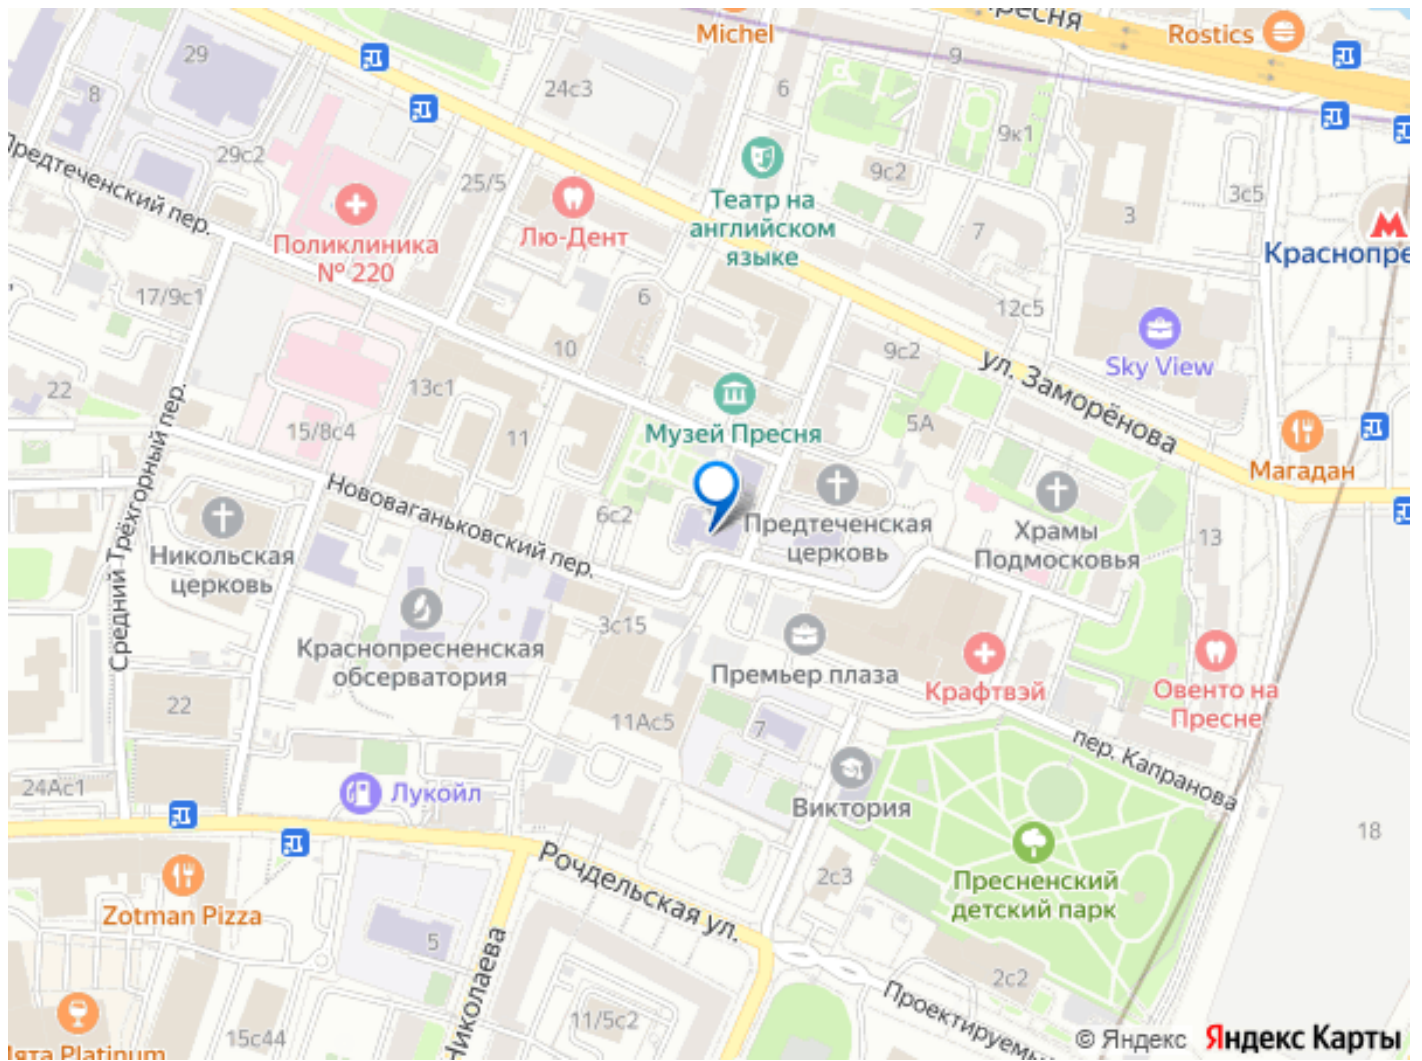 Пресня
Michel
Rostics
29
9
8
24с3
6
9к1
29с2
25/5
9с2
3с5
Предтеченский пер.
Театр на
английском
языке
3
7
Лю-Дент
Поликлиника
№ 220
Краснопре
17/9с1
6
12с5
10
9с2
Sky View
ул. Заморёнова
22
13с1
5А
Музей Пресня
15/8с4
11
Магадан
Средний Трёхгорный пер.
Нововаганьковский пер.
6с2
Предтеченская
церковь
Храмы
Подмосковья
13
Никольская
церковь
3с15
Краснопресненская
обсерватория
Премьер плаза
Крафтвэй
Овенто на
Пресне
22
11Ас5
7
пер. Капранова
24Ас1
Лукойл
Виктория
18
Рочдельская ул.
2с3
Пресненский
детский парк
Zotman Pizza
5
Николаева
2с2
Проектируемы
15с44
11/5с2
лята Platinum
© Яндекс Яндекс Карты